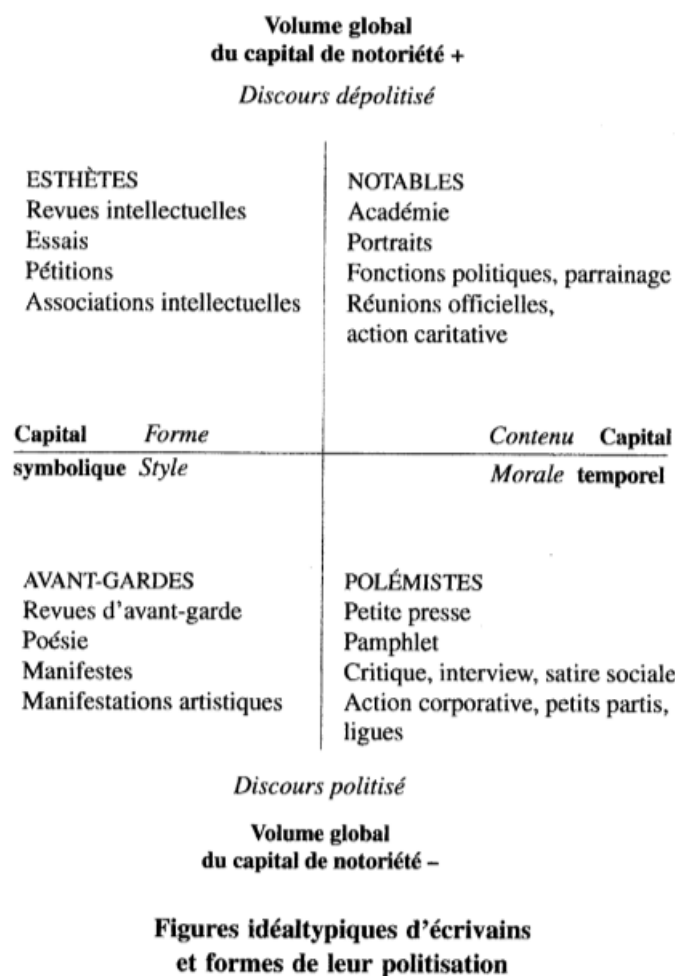 Volume global
du capital de notoriété +
Discours dépolitisé
ESTHÈTES
Revues intellectuelles
Essais
Pétitions
Associations intellectuelles
NOTABLES
Académie
Portraits
Fonctions politiques, parrainage
Réunions officielles,
action caritative
Capital Forme
symbolique Style
Contenu Capital
Morale temporel
AVANT-GARDES
Revues d'avant-garde
Poésie
Manifestes
Manifestations artistiques
POLÉMISTES
Petite presse
Pamphlet
Critique, interview, satire sociale
Action corporative, petits partis,
ligues
Discours politisé
Volume global
du capital de notoriété –
Figures idéaltypiques d'écrivains
et formes de leur politisation